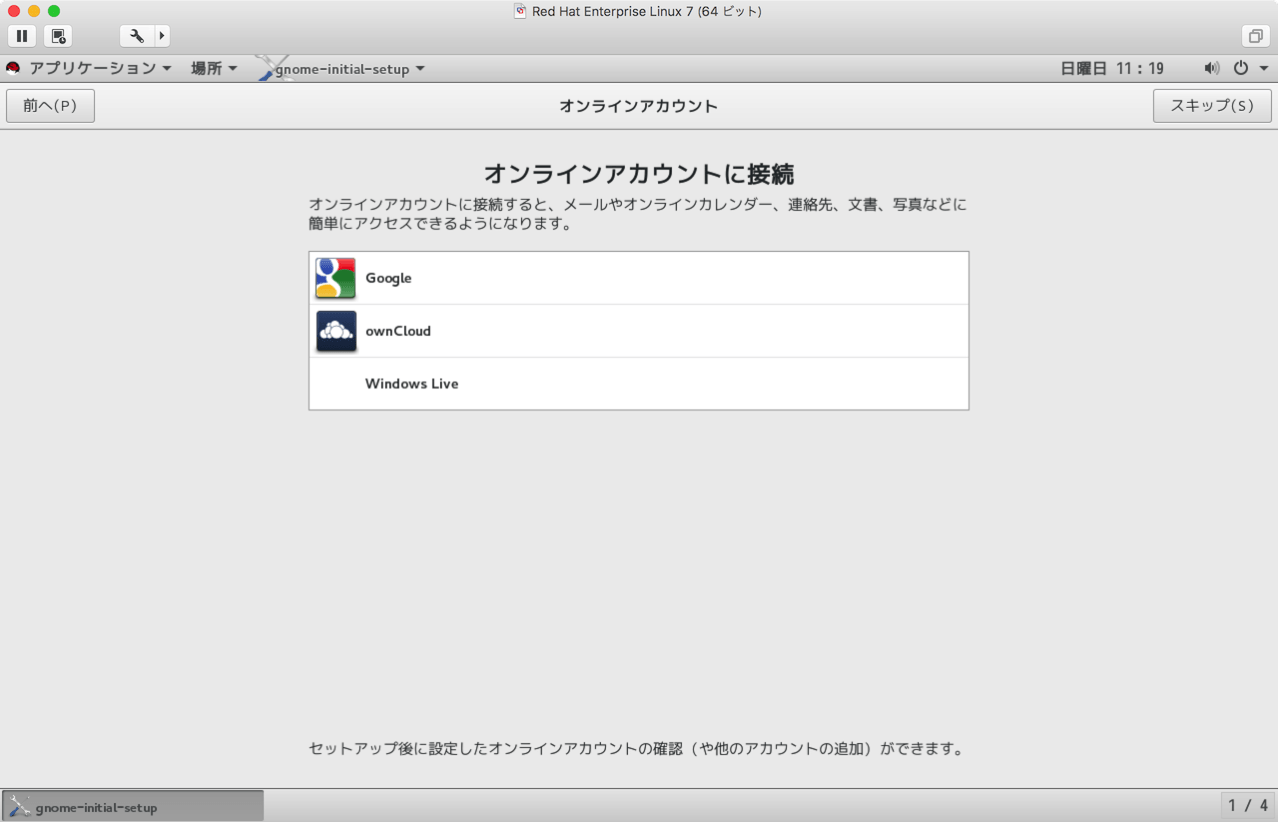 Red Hat Enterprise Linux 7 (64 ビット)
アプリケーション 場所 gnome-initial-setup 日曜日 11:19
前へ(P) オンラインアカウント スキップ(S)
オンラインアカウントに接続
オンラインアカウントに接続すると、メールやオンラインカレンダー、連絡先、文書、写真などに
簡単にアクセスできるようになります。
Google
ownCloud
Windows Live
セットアップ後に設定したオンラインアカウントの確認（や他のアカウントの追加）ができます。
gnome-initial-setup 1 / 4